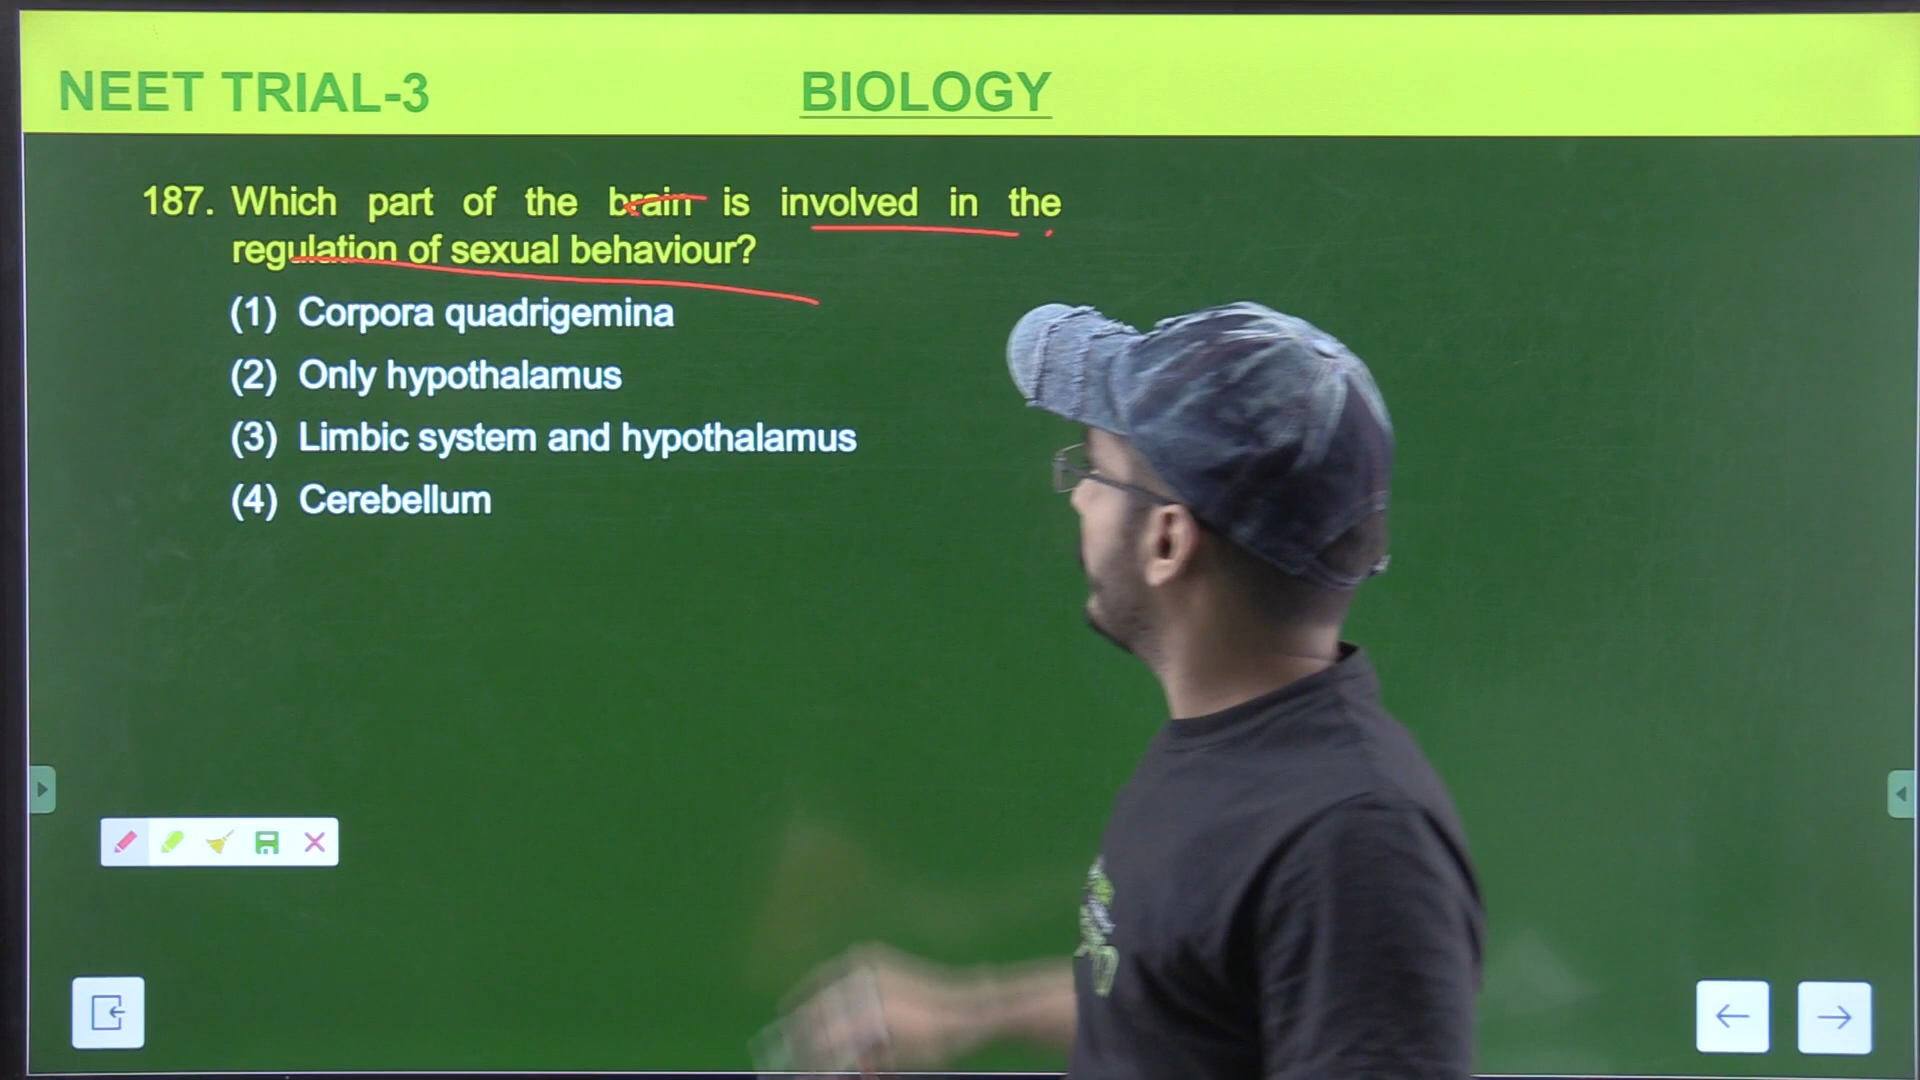 NEET TRIAL-3 BIOLOGY
187. Which part of the brain is involved in the
regulation of sexual behaviour?
(1) Corpora quadrigemina
(2) Only hypothalamus
(3) Limbic system and hypothalamus
(4) Cerebellum